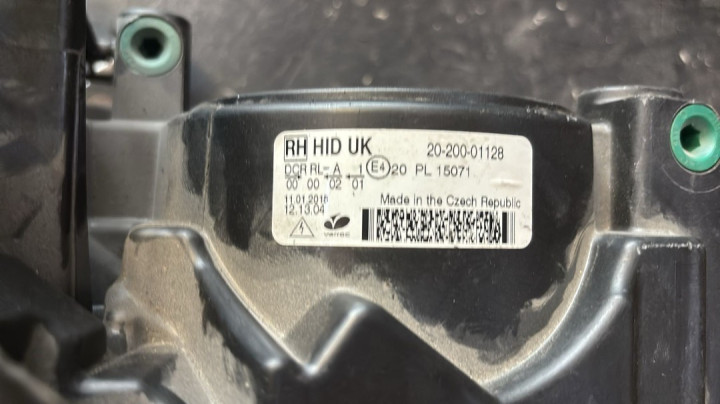 RH HID UK
20-200-01128
DCR RL-A 1 E4 20 PL 15071
00 00 02 01
11.01.2016
12.13.04
Made in the Czech Republic
varroc